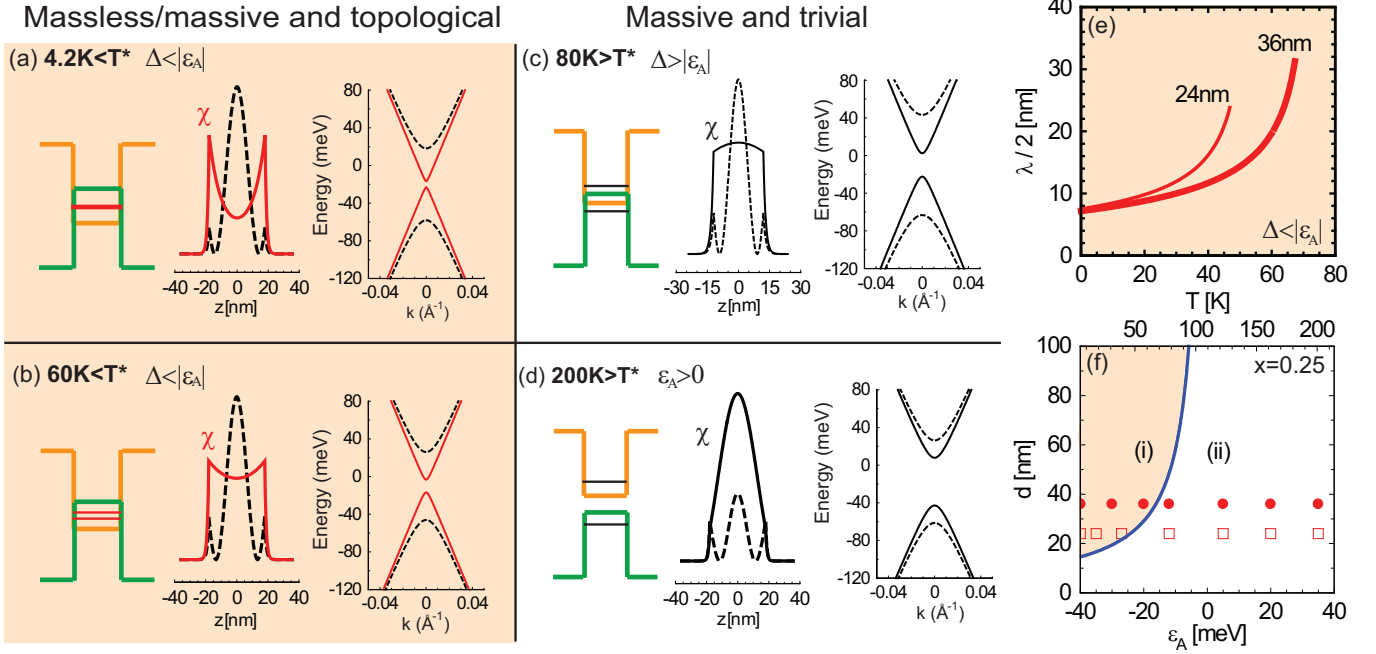 Massless/massive and topological
Massive and trivial
(a) 4.2K<T* Δ<|ε_A|
χ
-40 -20 0 20 40
z[nm]
Energy (meV)
80
40
0
-40
-80
-120
-0.04 0 0.04
k (Å⁻¹)
(b) 60K<T* Δ<|ε_A|
χ
-40 -20 0 20 40
z[nm]
Energy (meV)
80
40
0
-40
-80
-120
-0.04 0 0.04
k (Å⁻¹)
(c) 80K>T* Δ>|ε_A|
χ
-30 -15 0 15 30
z[nm]
Energy (meV)
80
40
0
-40
-80
-120
-0.04 0 0.04
k (Å⁻¹)
(d) 200K>T* ε_A>0
χ
-40 -20 0 20 40
z[nm]
Energy (meV)
80
40
0
-40
-80
-120
-0.04 0 0.04
k (Å⁻¹)
(e)
36nm
24nm
Δ<|ε_A|
λ / 2 [nm]
40
30
20
10
0
0 20 40 60 80
T [K]
50 100 150 200
(f)
x=0.25
(i)
(ii)
d [nm]
100
80
60
40
20
0
-40 -20 0 20 40
ε_A [meV]